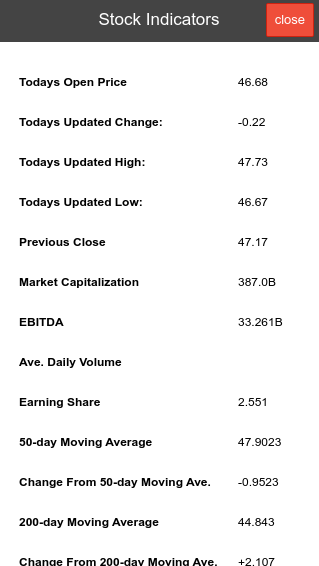 Stock Indicators
close
Todays Open Price 46.68
Todays Updated Change: -0.22
Todays Updated High: 47.73
Todays Updated Low: 46.67
Previous Close 47.17
Market Capitalization 387.0B
EBITDA 33.261B
Ave. Daily Volume
Earning Share 2.551
50-day Moving Average 47.9023
Change From 50-day Moving Ave. -0.9523
200-day Moving Average 44.843
Change From 200-day Moving Ave. +2.107